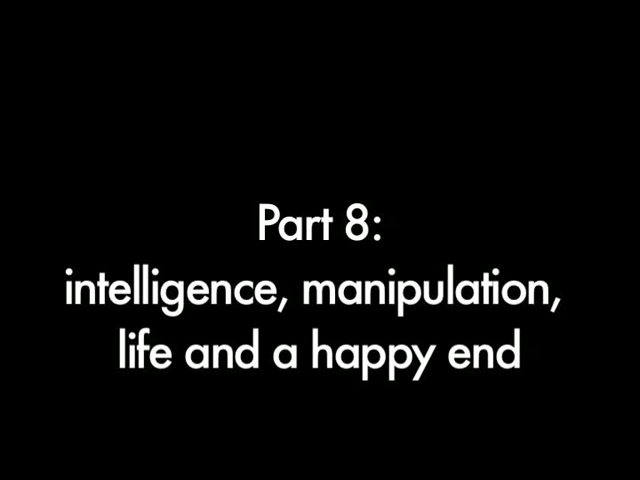 Part 8:
intelligence, manipulation,
life and a happy end